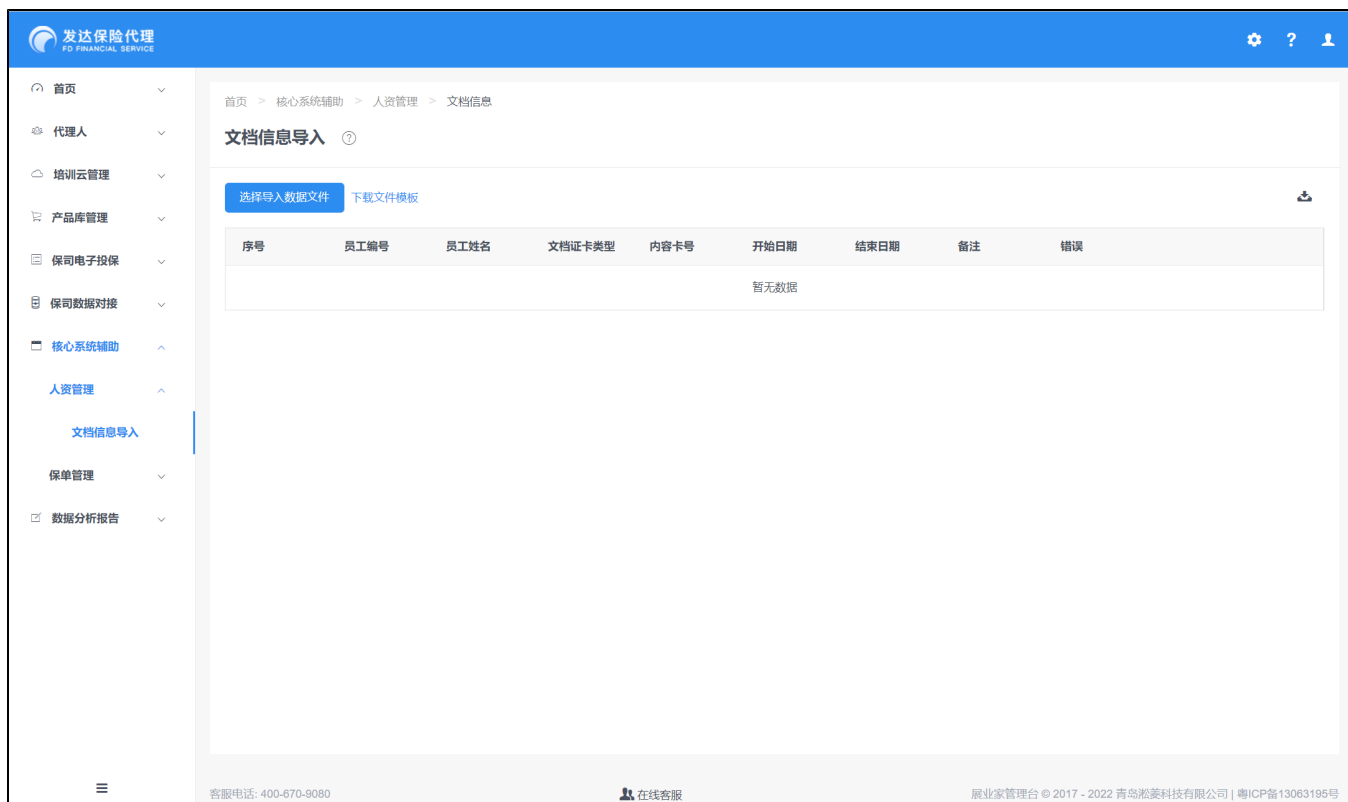 发达保险代理
FD FINANCIAL SERVICE
?
首页
代理人
培训云管理
产品库管理
保司电子投保
保司数据对接
核心系统辅助
人资管理
文档信息导入
保单管理
数据分析报告
首页 > 核心系统辅助 > 人资管理 > 文档信息
文档信息导入 ?
选择导入数据文件 下载文件模板
序号 员工编号 员工姓名 文档证卡类型 内容卡号 开始日期 结束日期 备注 错误
暂无数据
客服电话: 400-670-9080 在线客服 展业家管理台 © 2017 - 2022 青岛淞菱科技有限公司 | 粤ICP备13063195号